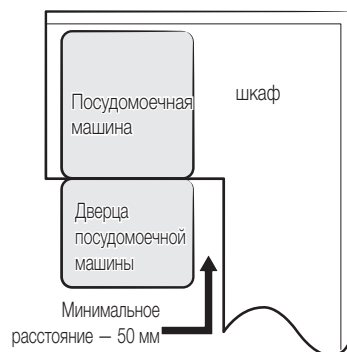 Посудомоечная
машина
шкаф
Дверца
посудомоечной
машины
Минимальное
расстояние – 50 мм